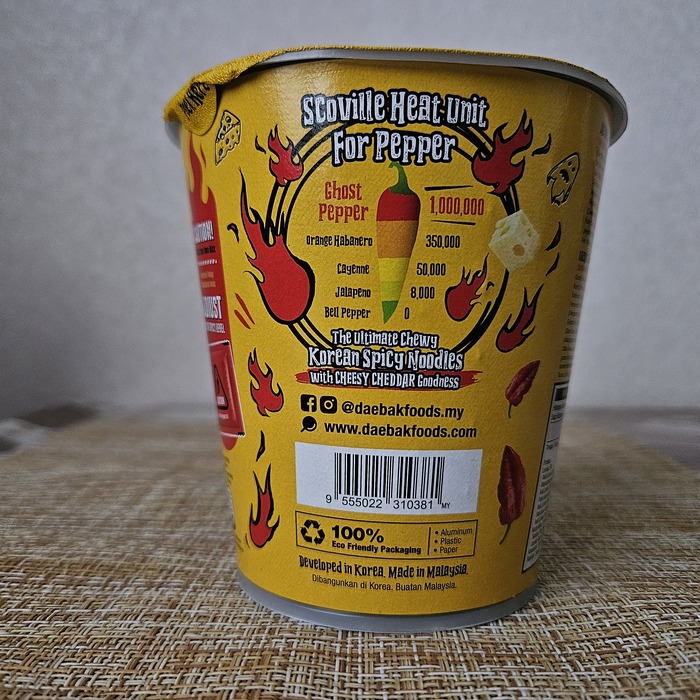 Scoville Heat Unit
For Pepper
Ghost
Pepper 1,000,000
Orange Habanero 350,000
Cayenne 50,000
Jalapeno 8,000
Bell Pepper 0
The Ultimate Chewy
Korean Spicy Noodles
with CHEESY CHEDDAR Goodness
@daebakfoods.my
www.daebakfoods.com
9 555022 310381 MY
100%
Eco Friendly Packaging
• Aluminum
• Plastic
• Paper
Developed in Korea. Made in Malaysia.
Dibangunkan di Korea. Buatan Malaysia.